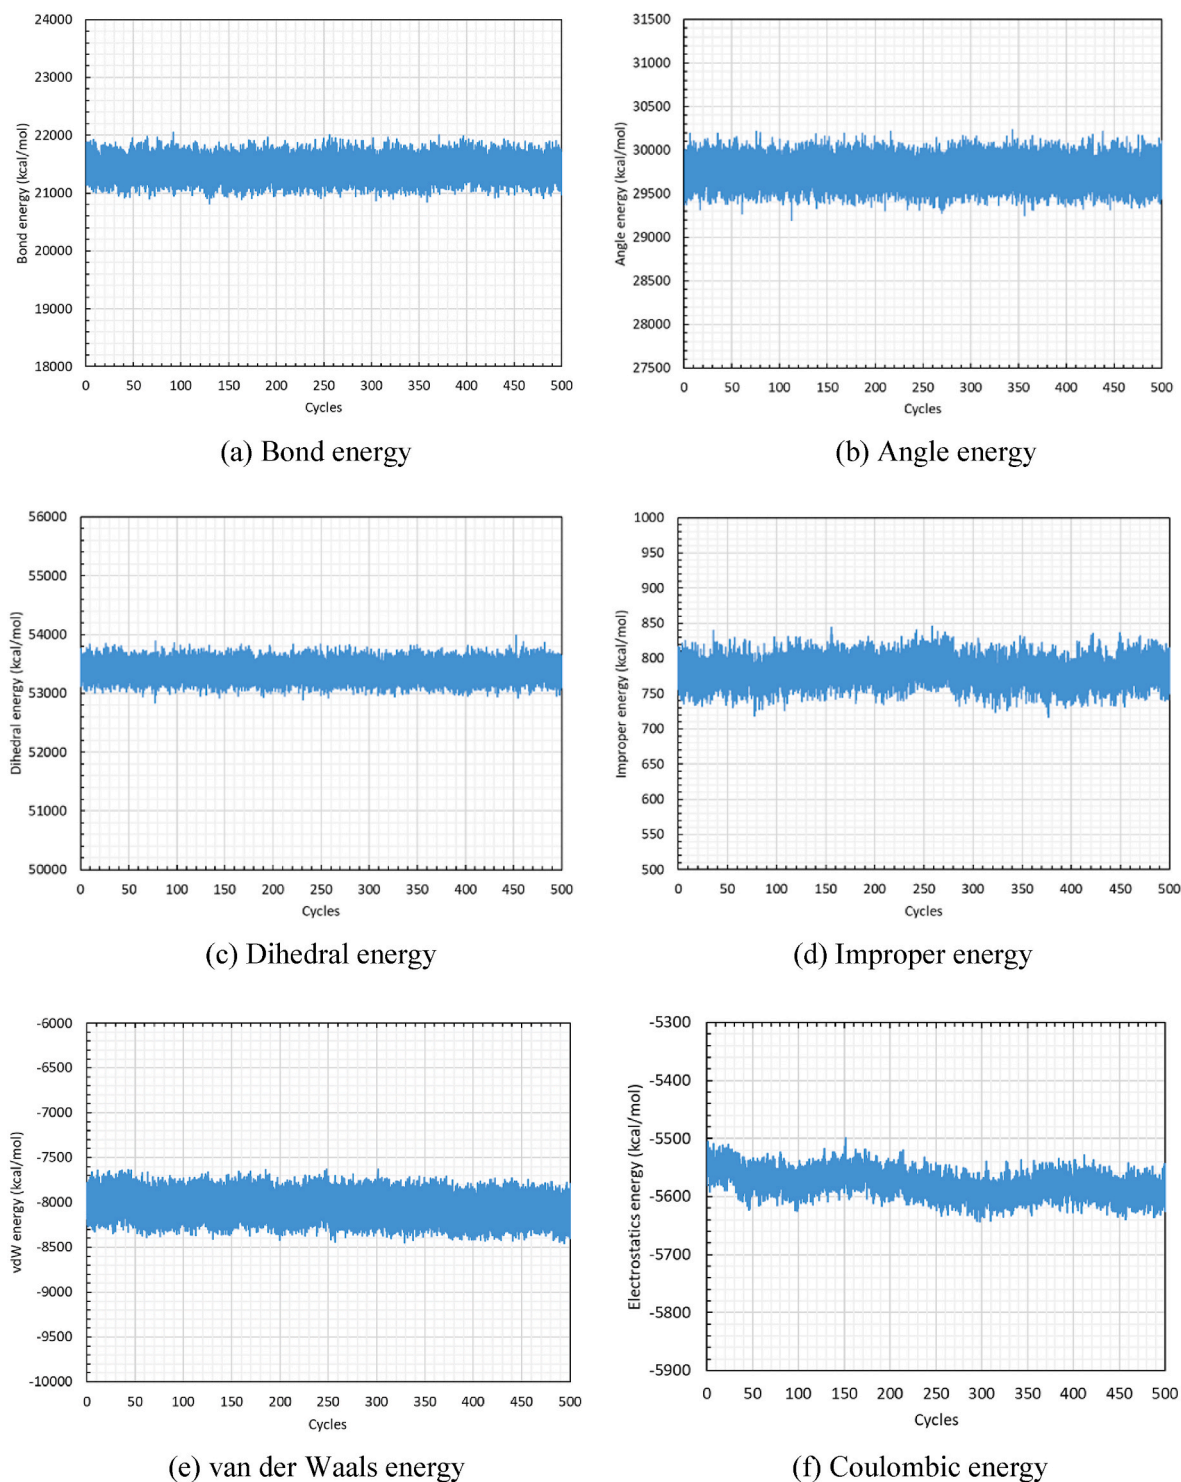 24000
23000
22000
21000
20000
19000
18000
Bond energy (kcal/mol)
0 50 100 150 200 250 300 350 400 450 500
Cycles
(a) Bond energy
31500
31000
30500
30000
29500
29000
28500
28000
27500
Angle energy (kcal/mol)
0 50 100 150 200 250 300 350 400 450 500
Cycles
(b) Angle energy
56000
55000
54000
53000
52000
51000
50000
Dihedral energy (kcal/mol)
0 50 100 150 200 250 300 350 400 450 500
Cycles
(c) Dihedral energy
1000
950
900
850
800
750
700
650
600
550
500
Improper energy (kcal/mol)
0 50 100 150 200 250 300 350 400 450 500
Cycles
(d) Improper energy
-6000
-6500
-7000
-7500
-8000
-8500
-9000
-9500
-10000
vdW energy (kcal/mol)
0 50 100 150 200 250 300 350 400 450 500
Cycles
(e) van der Waals energy
-5300
-5400
-5500
-5600
-5700
-5800
-5900
Electrostatics energy (kcal/mol)
0 50 100 150 200 250 300 350 400 450 500
Cycles
(f) Coulombic energy